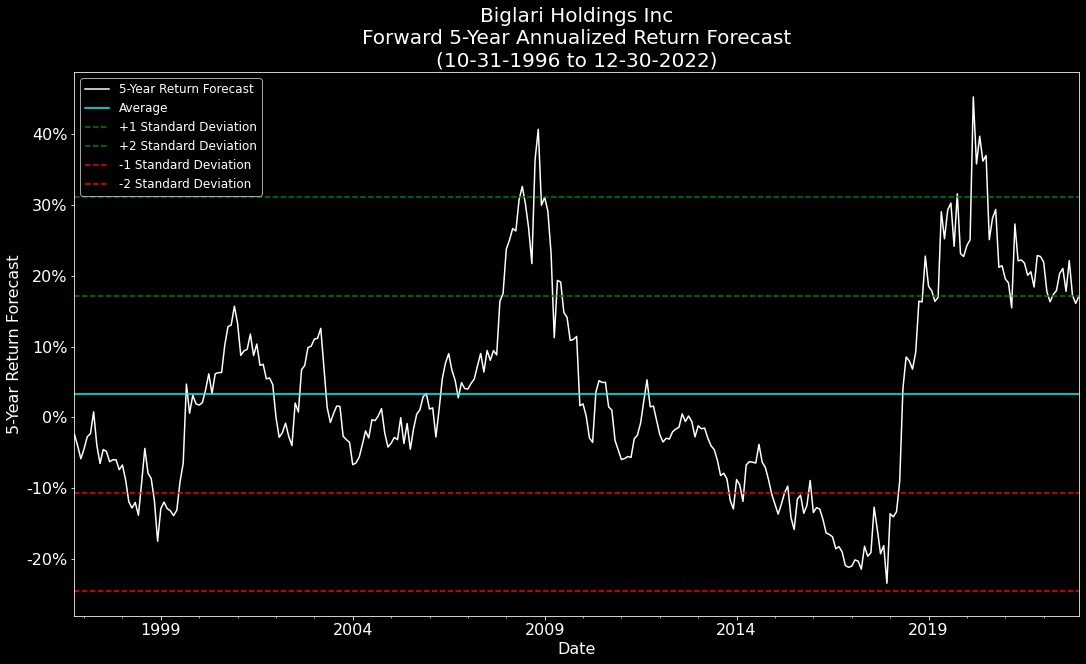 Biglari Holdings Inc
Forward 5-Year Annualized Return Forecast
(10-31-1996 to 12-30-2022)
5-Year Return Forecast
Average
+1 Standard Deviation
+2 Standard Deviation
-1 Standard Deviation
-2 Standard Deviation
40%
30%
20%
10%
0%
-10%
-20%
5-Year Return Forecast
1999
2004
2009
2014
2019
Date